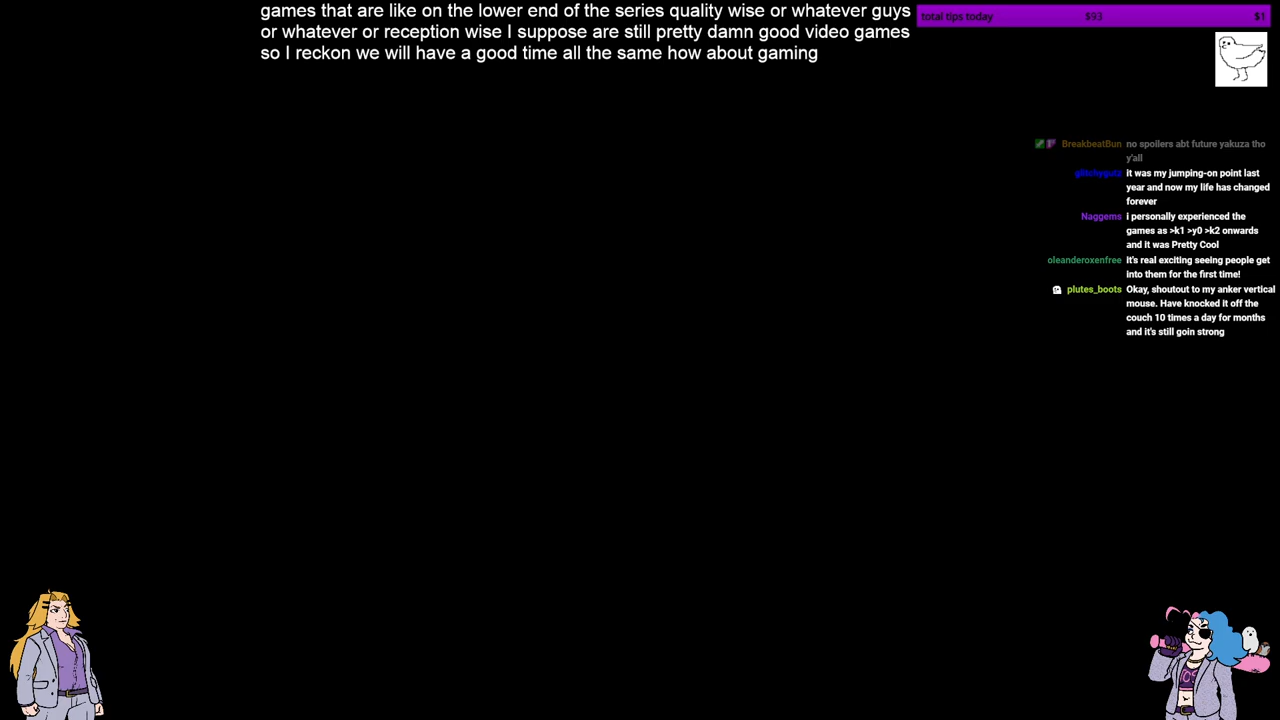 games that are like on the lower end of the series quality wise or whatever guys
or whatever or reception wise I suppose are still pretty damn good video games
so I reckon we will have a good time all the same how about gaming
total tips today $93 $1
BreakbeatBun no spoilers abt future yakuza tho
y'all
it was my jumping-on point last
year and now my life has changed
forever
Naggems i personally experienced the
games as >k1 >y0 >k2 onwards
and it was Pretty Cool
oleanderoxenfree It's real exciting seeing people get
into them for the first time!
plutes_boots Okay, shoutout to my anker vertical
mouse. Have knocked it off the
couch 10 times a day for months
and it's still goin strong